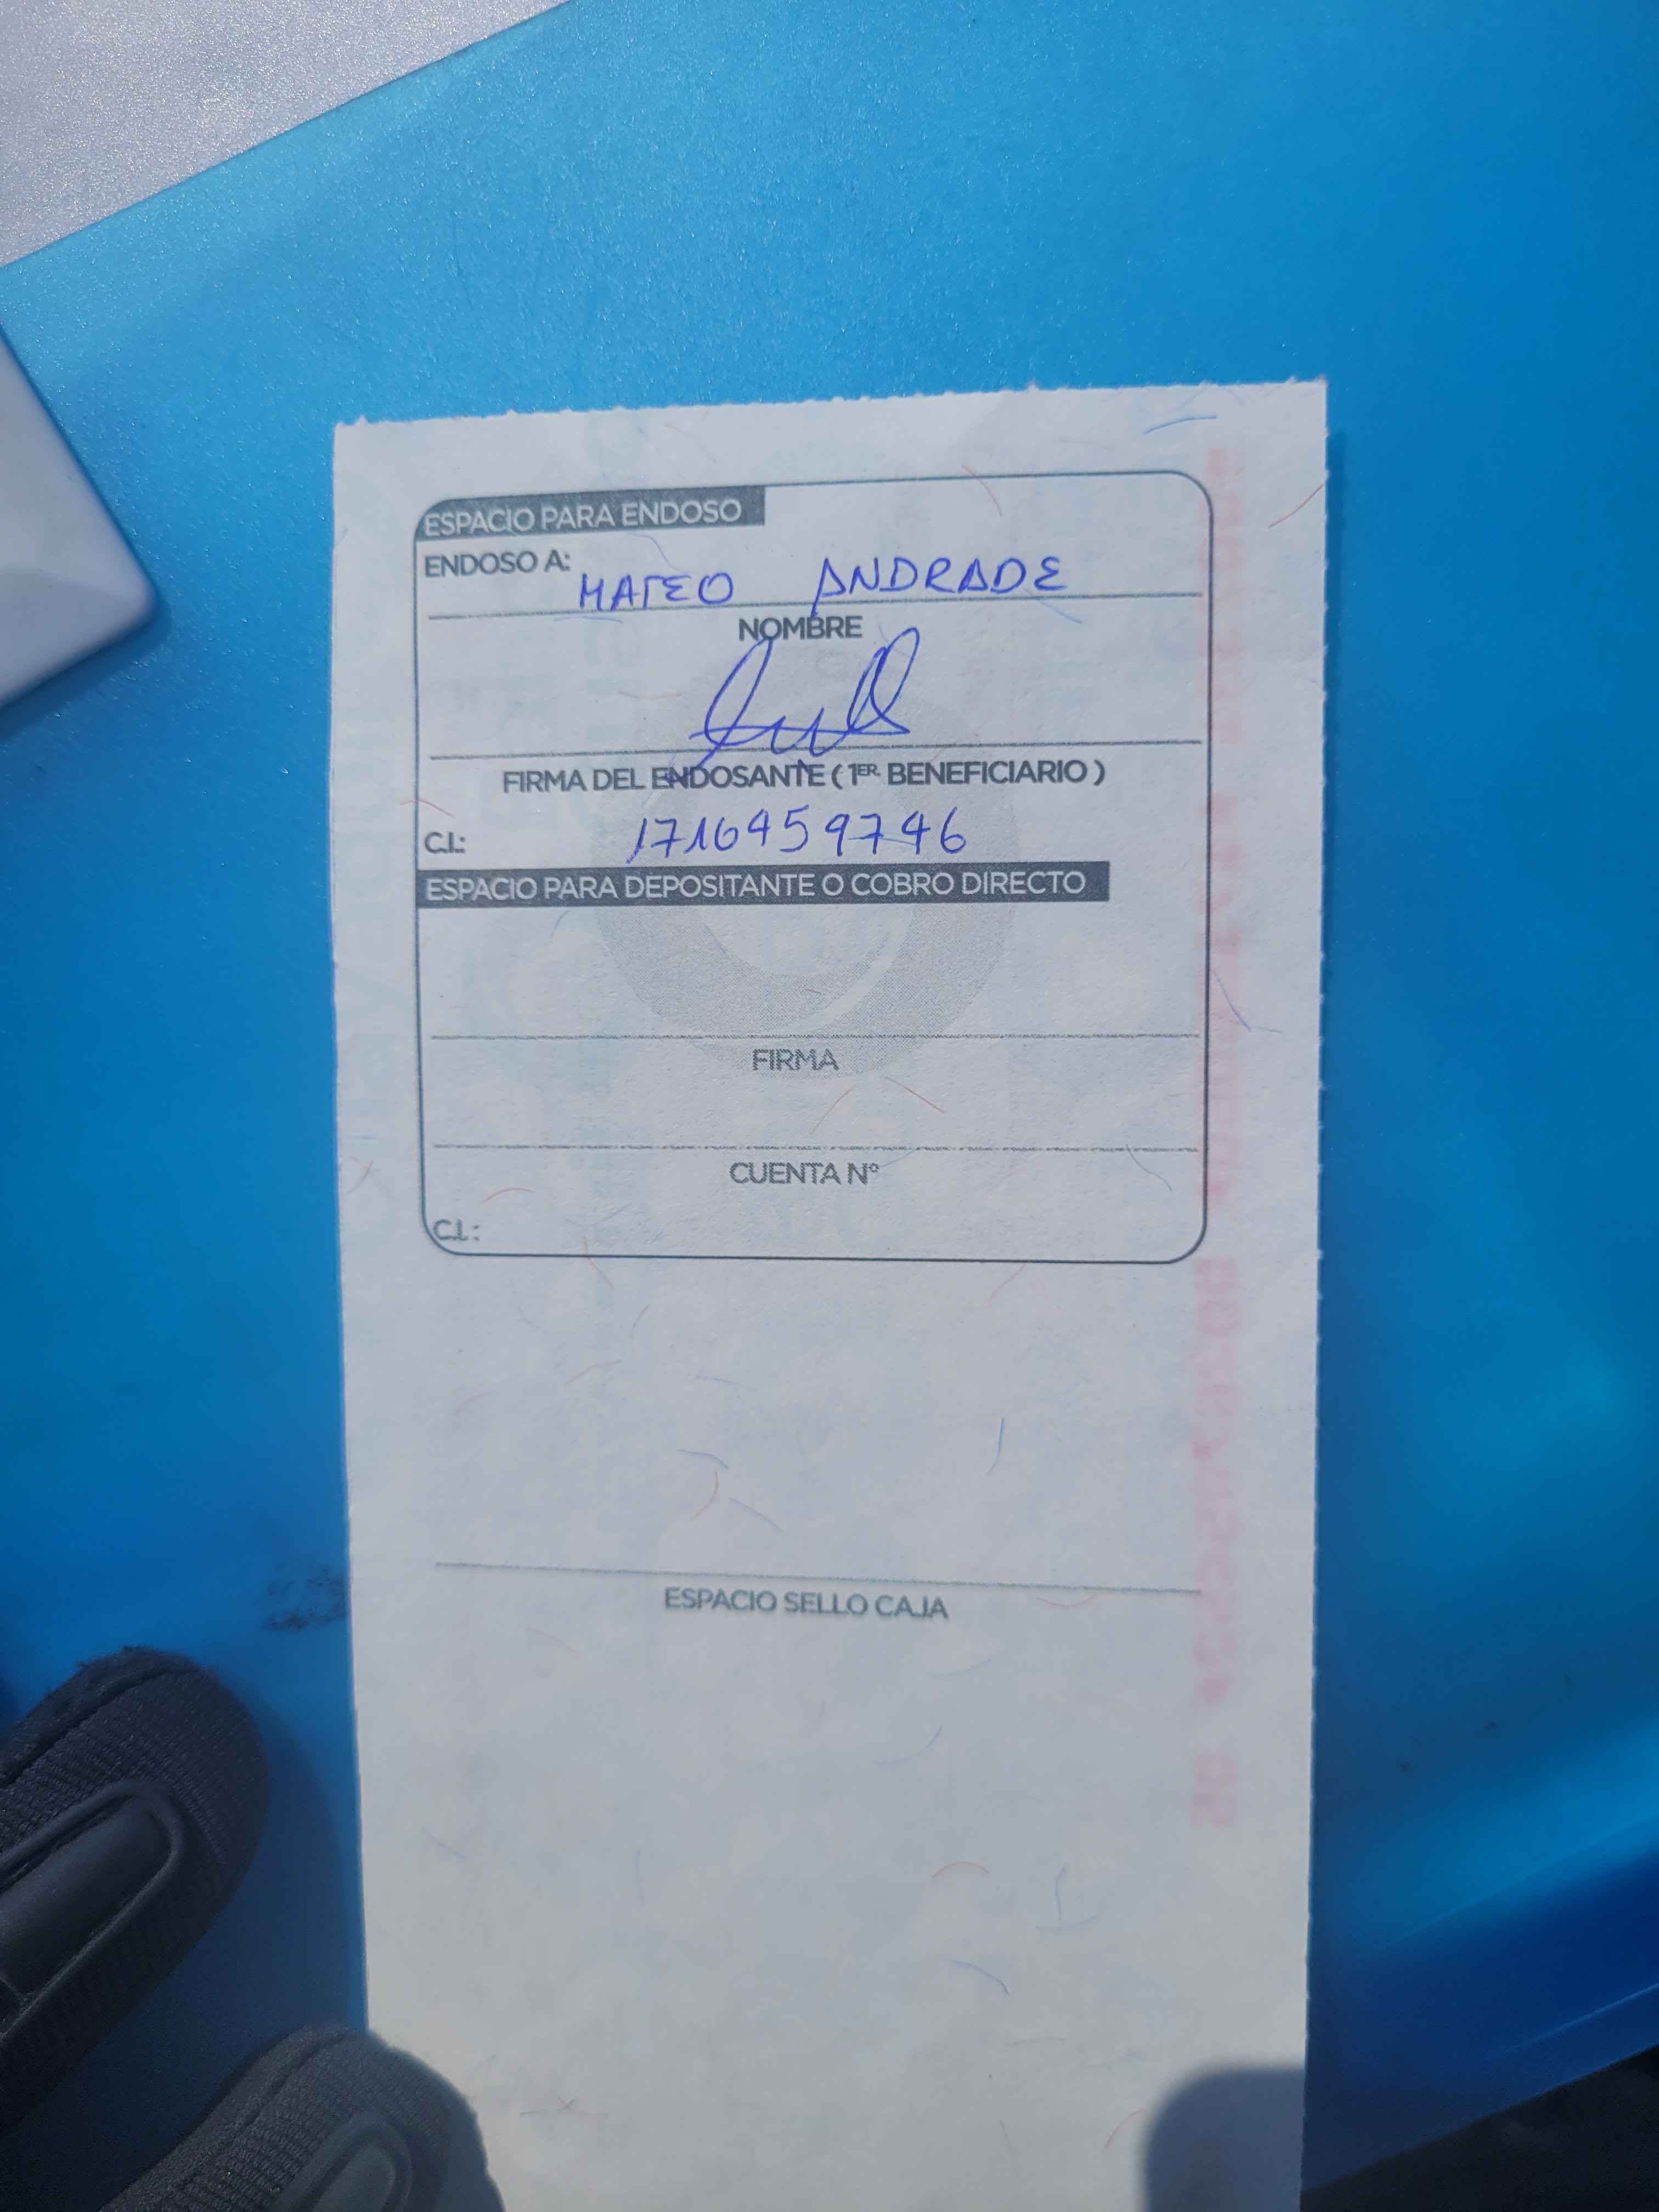 ESPACIO PARA ENDOSO
ENDOSO A: MATEO ANDRADE
NOMBRE
FIRMA DEL ENDOSANTE ( 1ER. BENEFICIARIO )
C.I.: 1716459746
ESPACIO PARA DEPOSITANTE O COBRO DIRECTO
FIRMA
CUENTA Nº
C.I.:
ESPACIO SELLO CAJA